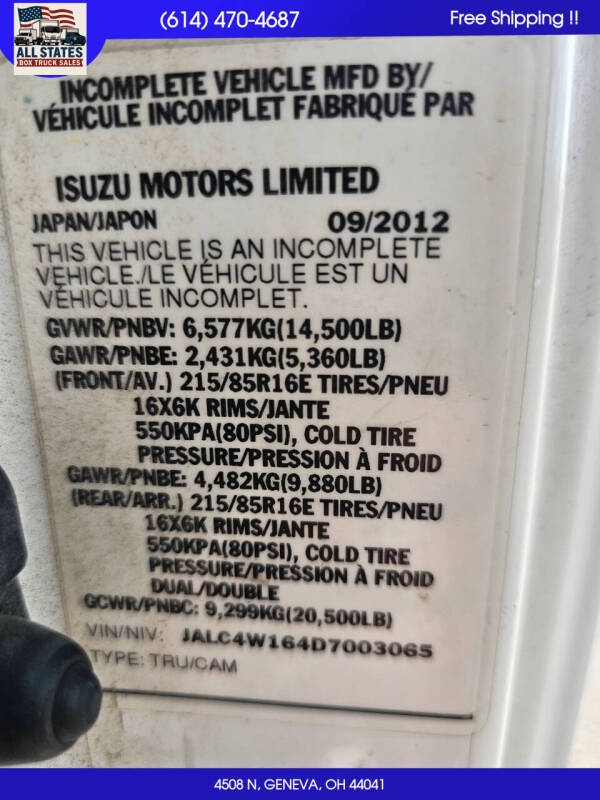 ALL STATES
BOX TRUCK SALES
(614) 470-4687
Free Shipping !!
INCOMPLETE VEHICLE MFD BY/
VÉHICULE INCOMPLET FABRIQUÉ PAR
ISUZU MOTORS LIMITED
JAPAN/JAPON 09/2012
THIS VEHICLE IS AN INCOMPLETE
VEHICLE./LE VÉHICULE EST UN
VÉHICULE INCOMPLET.
GVWR/PNBV: 6,577KG(14,500LB)
GAWR/PNBE: 2,431KG(5,360LB)
(FRONT/AV.) 215/85R16E TIRES/PNEU
16X6K RIMS/JANTE
550KPA(80PSI), COLD TIRE
PRESSURE/PRESSION À FROID
GAWR/PNBE: 4,482KG(9,880LB)
(REAR/ARR.) 215/85R16E TIRES/PNEU
16X6K RIMS/JANTE
550KPA(80PSI), COLD TIRE
PRESSURE/PRESSION À FROID
DUAL/DOUBLE
GCWR/PNBC: 9,299KG(20,500LB)
VIN/NIV: JALC4W164D7003065
TYPE: TRU/CAM
4508 N, GENEVA, OH 44041